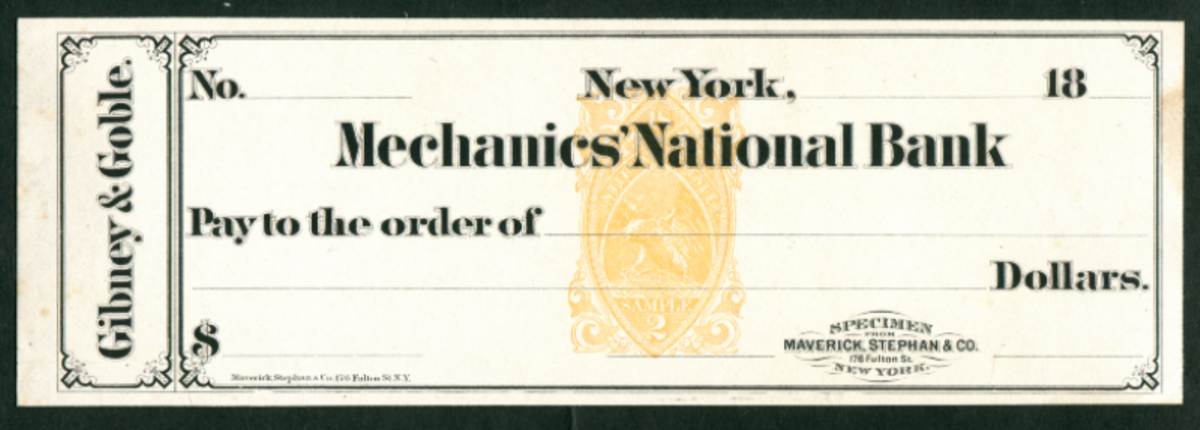 Gibney & Goble.
No. New York, 18
Mechanics' National Bank
Pay to the order of
Dollars.
$
SAMPLE
2
SPECIMEN
FROM
MAVERICK, STEPHAN & CO.
176 Fulton St.
NEW YORK.
Maverick, Stephan & Co. 176 Fulton St. N.Y.